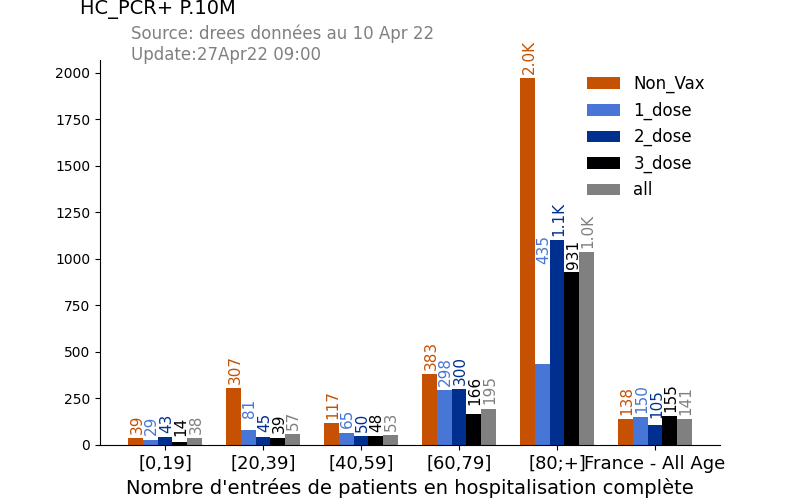 HC_PCR+ P.10M
Source: drees données au 10 Apr 22
Update:27Apr22 09:00
2000
1750
1500
1250
1000
750
500
250
0
Non_Vax
1_dose
2_dose
3_dose
all
39 29 43 14 38
307 81 45 39 57
117 65 50 48 53
383 298 300 166 195
2.0K 435 1.1K 931 1.0K
138 150 105 155 141
[0,19] [20,39] [40,59] [60,79] [80;+] France - All Age
Nombre d'entrées de patients en hospitalisation complète